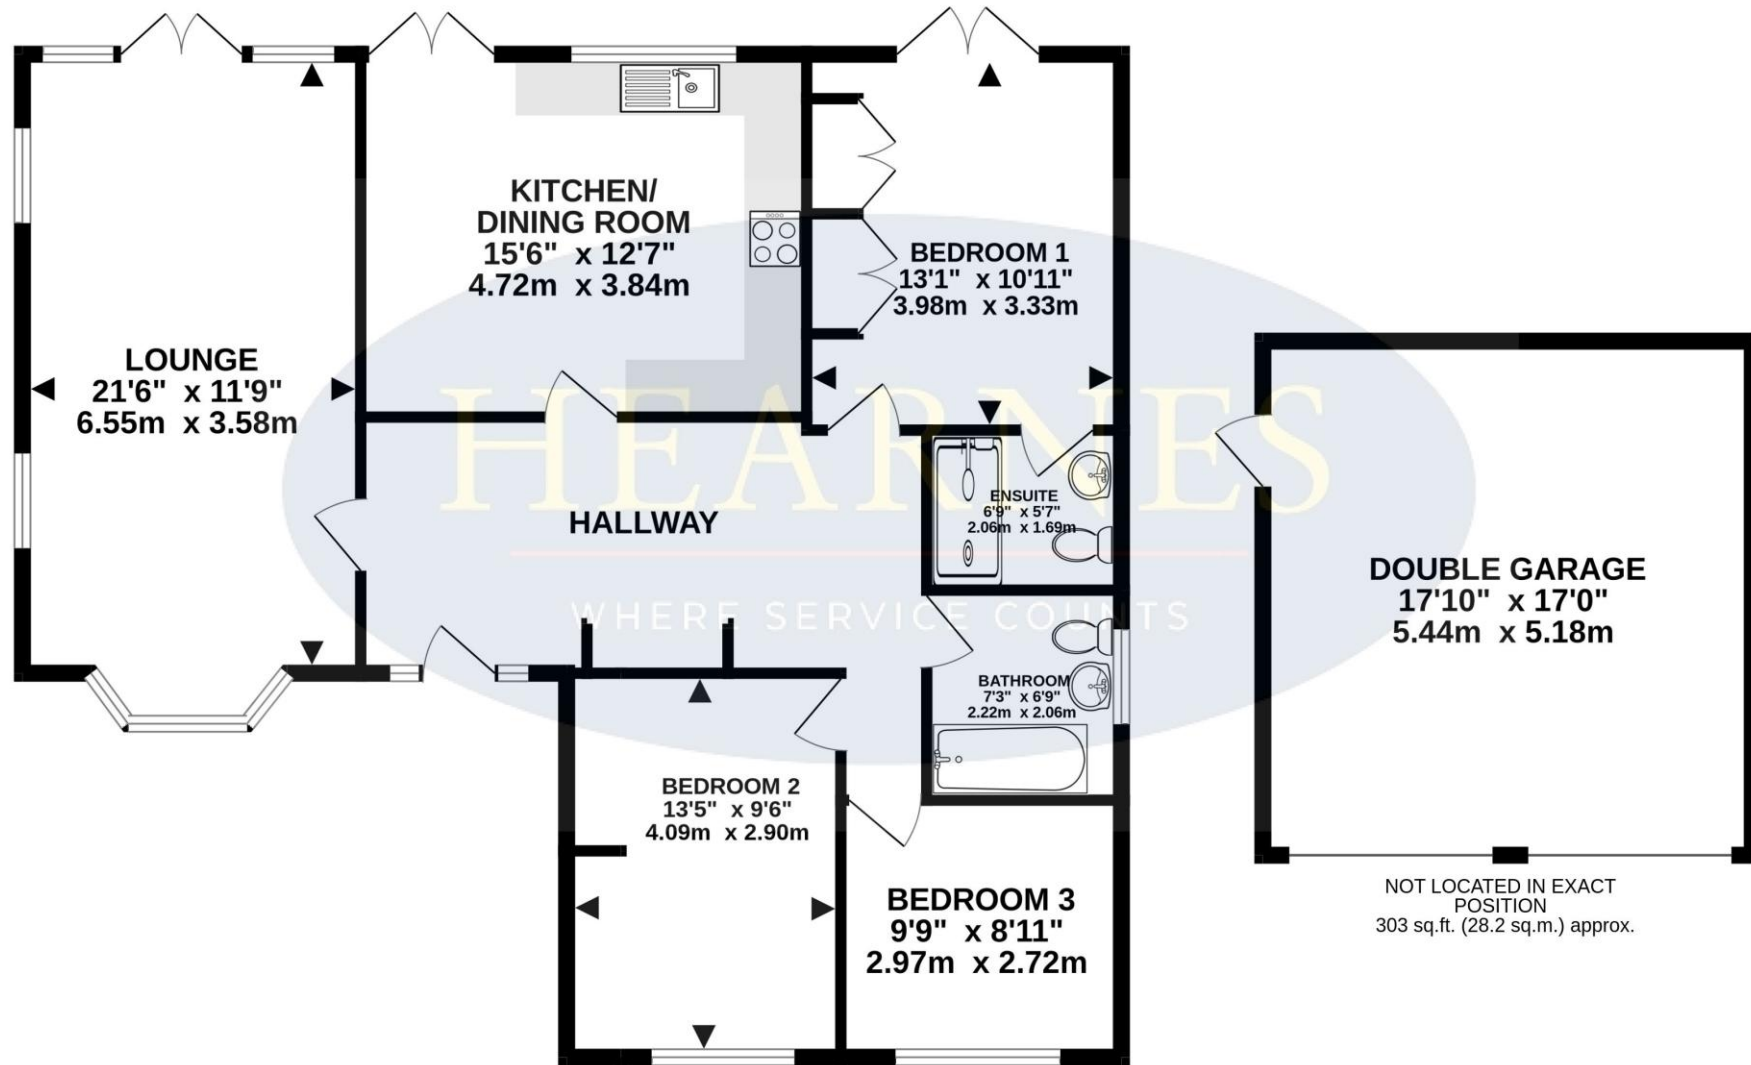 KITCHEN/
DINING ROOM
15'6" x 12'7"
4.72m x 3.84m
BEDROOM 1
13'1" x 10'11"
3.98m x 3.33m
LOUNGE
21'6" x 11'9"
6.55m x 3.58m
HEARNES
ENSUITE
6'9" x 5'7"
2.06m x 1.69m
HALLWAY
DOUBLE GARAGE
17'10" x 17'0"
5.44m x 5.18m
WHERE SERVICE COUNTS
BATHROOM
7'3" x 6'9"
2.22m x 2.06m
BEDROOM 2
13'5" x 9'6"
4.09m x 2.90m
BEDROOM 3
9'9" x 8'11"
2.97m x 2.72m
NOT LOCATED IN EXACT
POSITION
303 sq.ft. (28.2 sq.m.) approx.